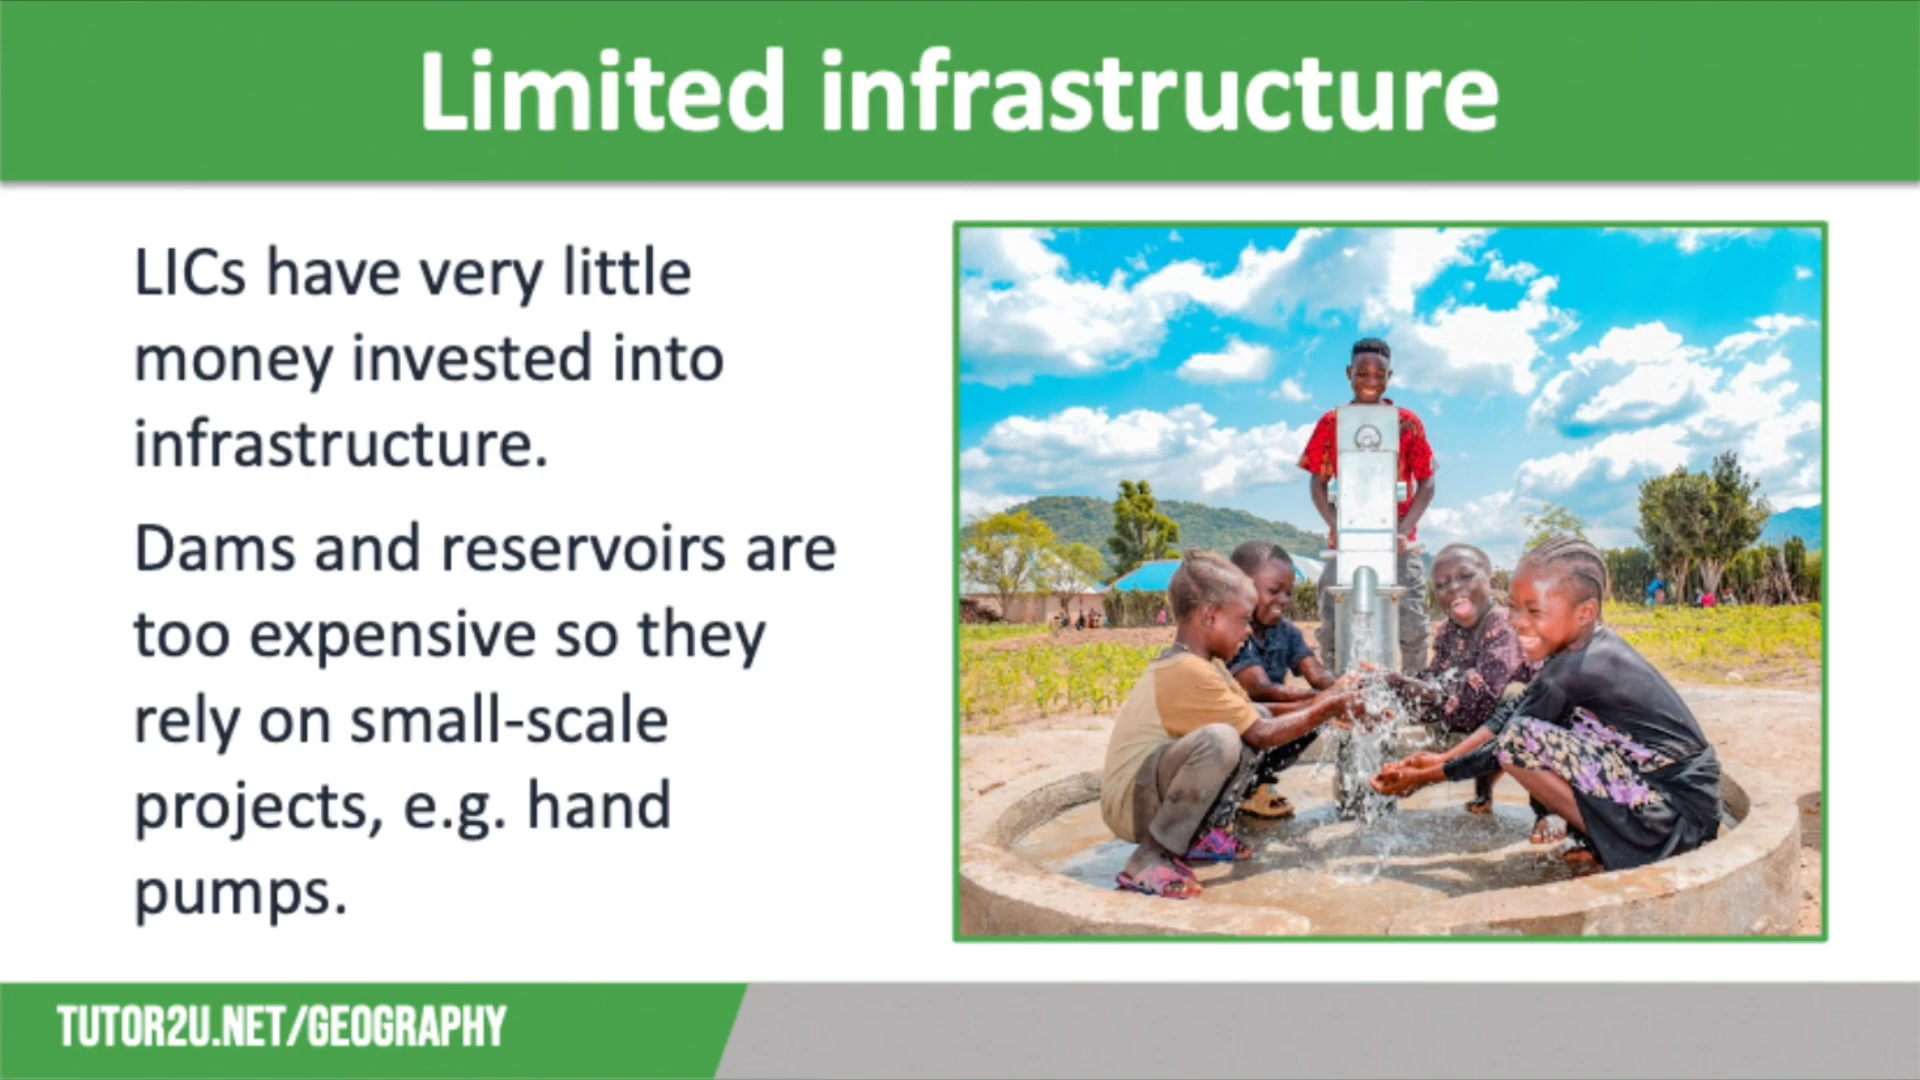 Limited infrastructure
LICs have very little
money invested into
infrastructure.
Dams and reservoirs are
too expensive so they
rely on small-scale
projects, e.g. hand
pumps.
TUTOR2U.NET/GEOGRAPHY